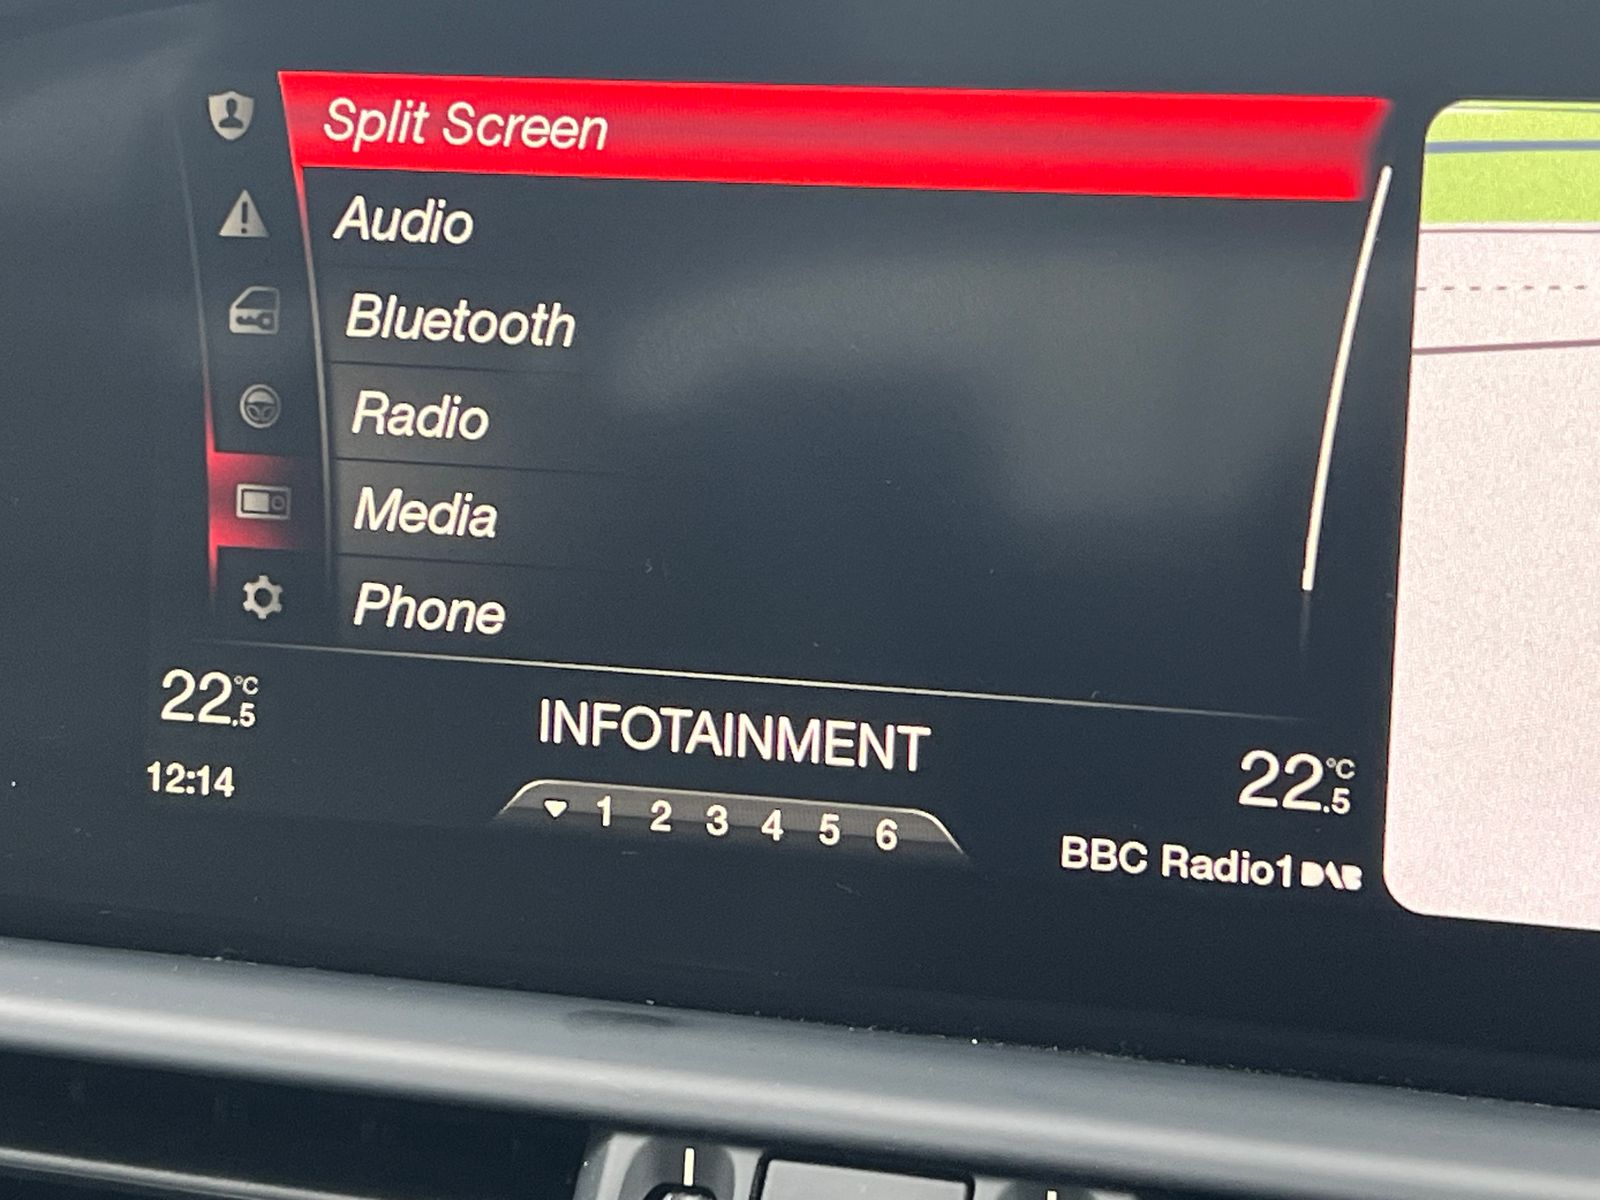 Split Screen
Audio
Bluetooth
Radio
Media
Phone
22.5 °C
INFOTAINMENT
22.5 °C
12:14
1 2 3 4 5 6
BBC Radio1 DAB